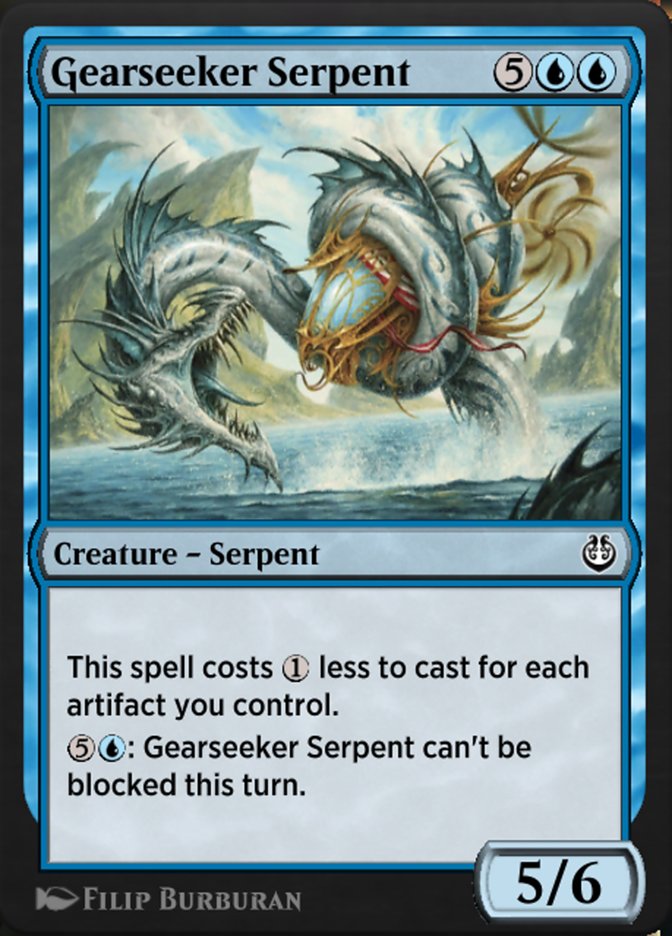 Gearseeker Serpent 5
Creature – Serpent
This spell costs 1 less to cast for each
artifact you control.
5: Gearseeker Serpent can't be
blocked this turn.
5/6
Filip Burburan